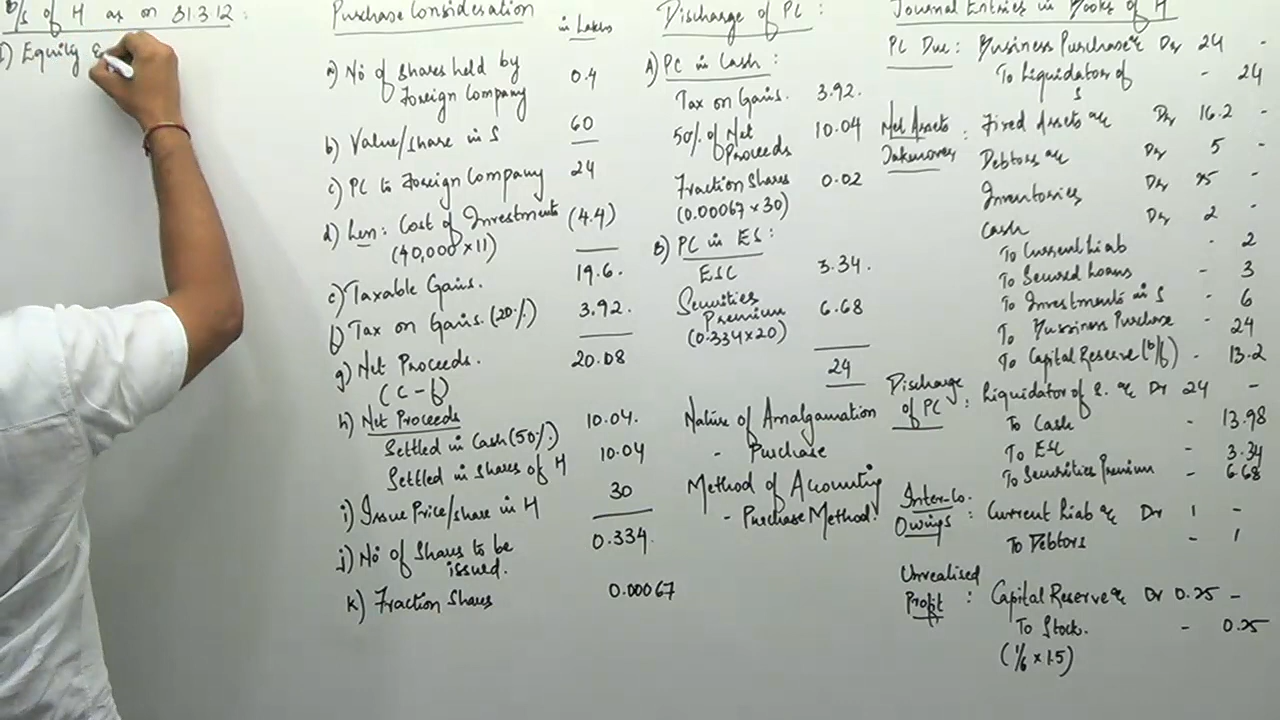 B/s of H as on 31.3.12:
1) Equity &
Purchase Consideration
in Lakhs
a) No of shares held by 0.4
Foreign Company
b) Value/share in S 60
c) PC to Foreign Company 24
d) Less: Cost of Investments (4.4)
(40,000 × 11)
e) Taxable Gains. 19.6.
f) Tax on Gains (20%) 3.92.
g) Net Proceeds. 20.08
(c - f)
h) Net Proceeds
Settled in Cash (50%) 10.04.
Settled in shares of H 10.04
i) Issue Price/share in H 30
j) No of Shares to be 0.334
issued.
k) Fraction Shares 0.00067
Discharge of PC:
A) PC in Cash:
Tax on Gains. 3.92.
50% of Net 10.04
Proceeds
Fraction Shares 0.02
(0.00067 × 30)
B) PC in ES:
ESC 3.34.
Securities
Premium 6.68
(0.334×20)
24
Nature of Amalgamation
- Purchase
Method of Accounting
- Purchase Method.
Journal Entries in Books of H
PC Due: Business Purchase Dr 24 -
To Liquidators of - 24
S
Net Assets: Fixed Assets a/c Dr 16.2 -
Takenover Debtors a/c Dr 5 -
Inventories Dr 25 -
Cash Dr 2 -
To Current Liab - 2
To Secured Loans - 3
To Investments in S - 6
To Bussiness Purchase - 24
To Capital Reserve (b/f) - 13.2
Discharge
of PC: Liquidator of S. a/c Dr 24 -
To Cash - 13.98
To ESC - 3.34
To Securities Premium - 6.68
Inter-Co.
Owings: Current Liab a/c Dr 1 -
To Debtors - 1
Unrealised
Profit: Capital Reserve a/c Dr 0.25 -
To Stock. - 0.25
(1/6 × 1.5)